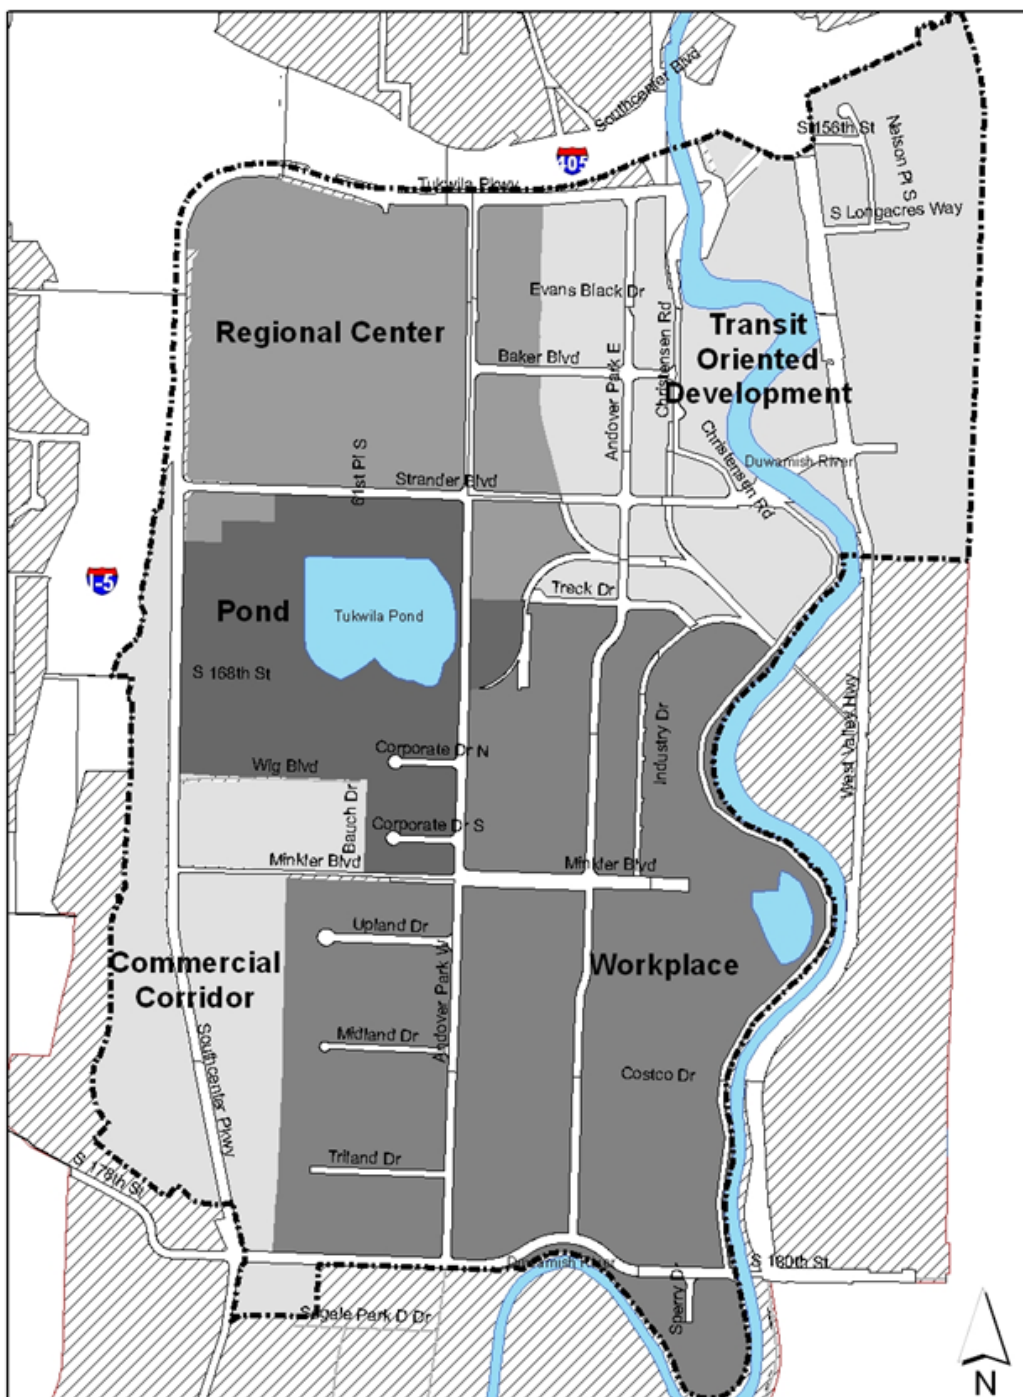 Southcenter Blvd
405
S 156th St
Nelson Pl S
Tukwila Pkwy
S Longacres Way
Evans Black Dr
Regional Center
Transit
Oriented
Development
Christensen Rd
Andover Park E
Baker Blvd
61st Pl S
Strander Blvd
Christensen Rd
Duwamish River
I-5
Pond
Tukwila Pond
Treck Dr
S 168th St
Industry Dr
West Valley Hwy
Corporate Dr N
Wig Blvd
Bauch Dr
Corporate Dr S
Minkler Blvd
Minkler Blvd
Upland Dr
Commercial
Corridor
Andover Park W
Workplace
Midland Dr
Southcenter Pkwy
Costco Dr
Triland Dr
S 178th St
Duwamish River
S 180th St
Sperry Dr
Segale Park D Dr
N